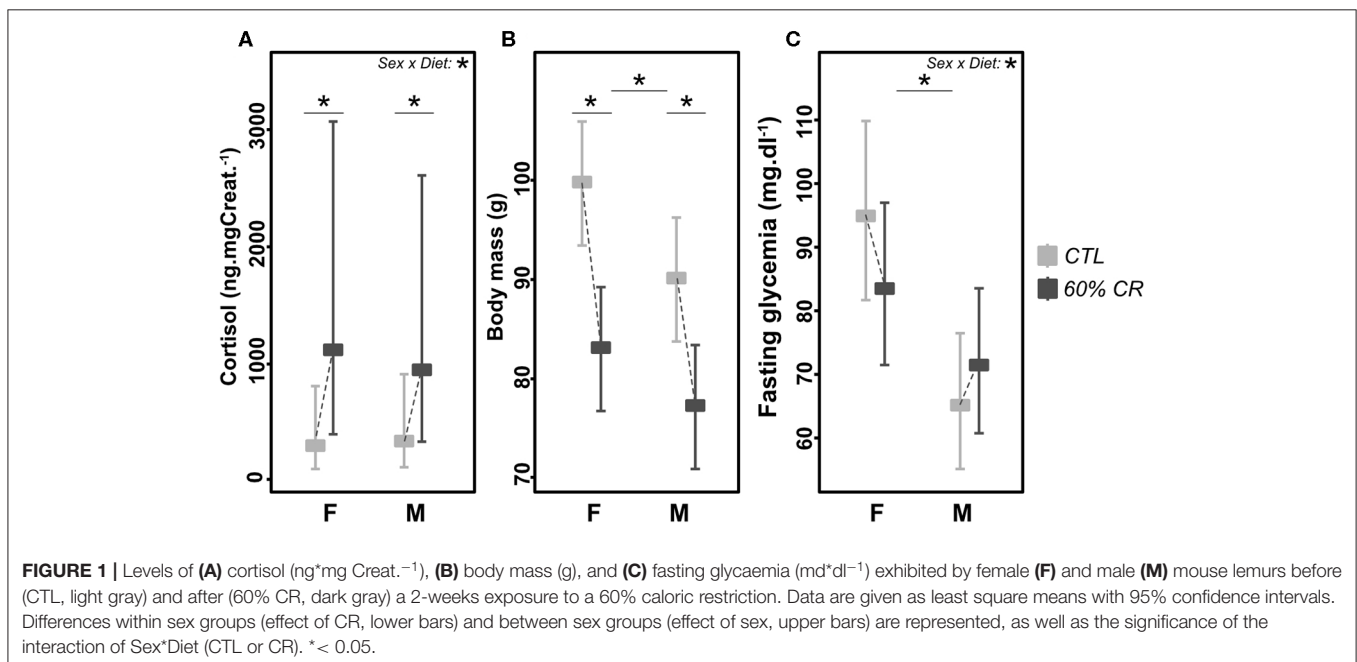 A
B
C
Sex x Diet: *
Sex x Diet: *
*
*
*
*
*
*
Cortisol (ng.mgCreat.⁻¹)
0
1000
2000
3000
Body mass (g)
70
80
90
100
Fasting glycemia (mg.dl⁻¹)
60
70
80
90
100
110
CTL
60% CR
F
M
F
M
F
M
FIGURE 1 | Levels of (A) cortisol (ng*mg Creat.⁻¹), (B) body mass (g), and (C) fasting glycaemia (md*dl⁻¹) exhibited by female (F) and male (M) mouse lemurs before
(CTL, light gray) and after (60% CR, dark gray) a 2-weeks exposure to a 60% caloric restriction. Data are given as least square means with 95% confidence intervals.
Differences within sex groups (effect of CR, lower bars) and between sex groups (effect of sex, upper bars) are represented, as well as the significance of the
interaction of Sex*Diet (CTL or CR). *< 0.05.